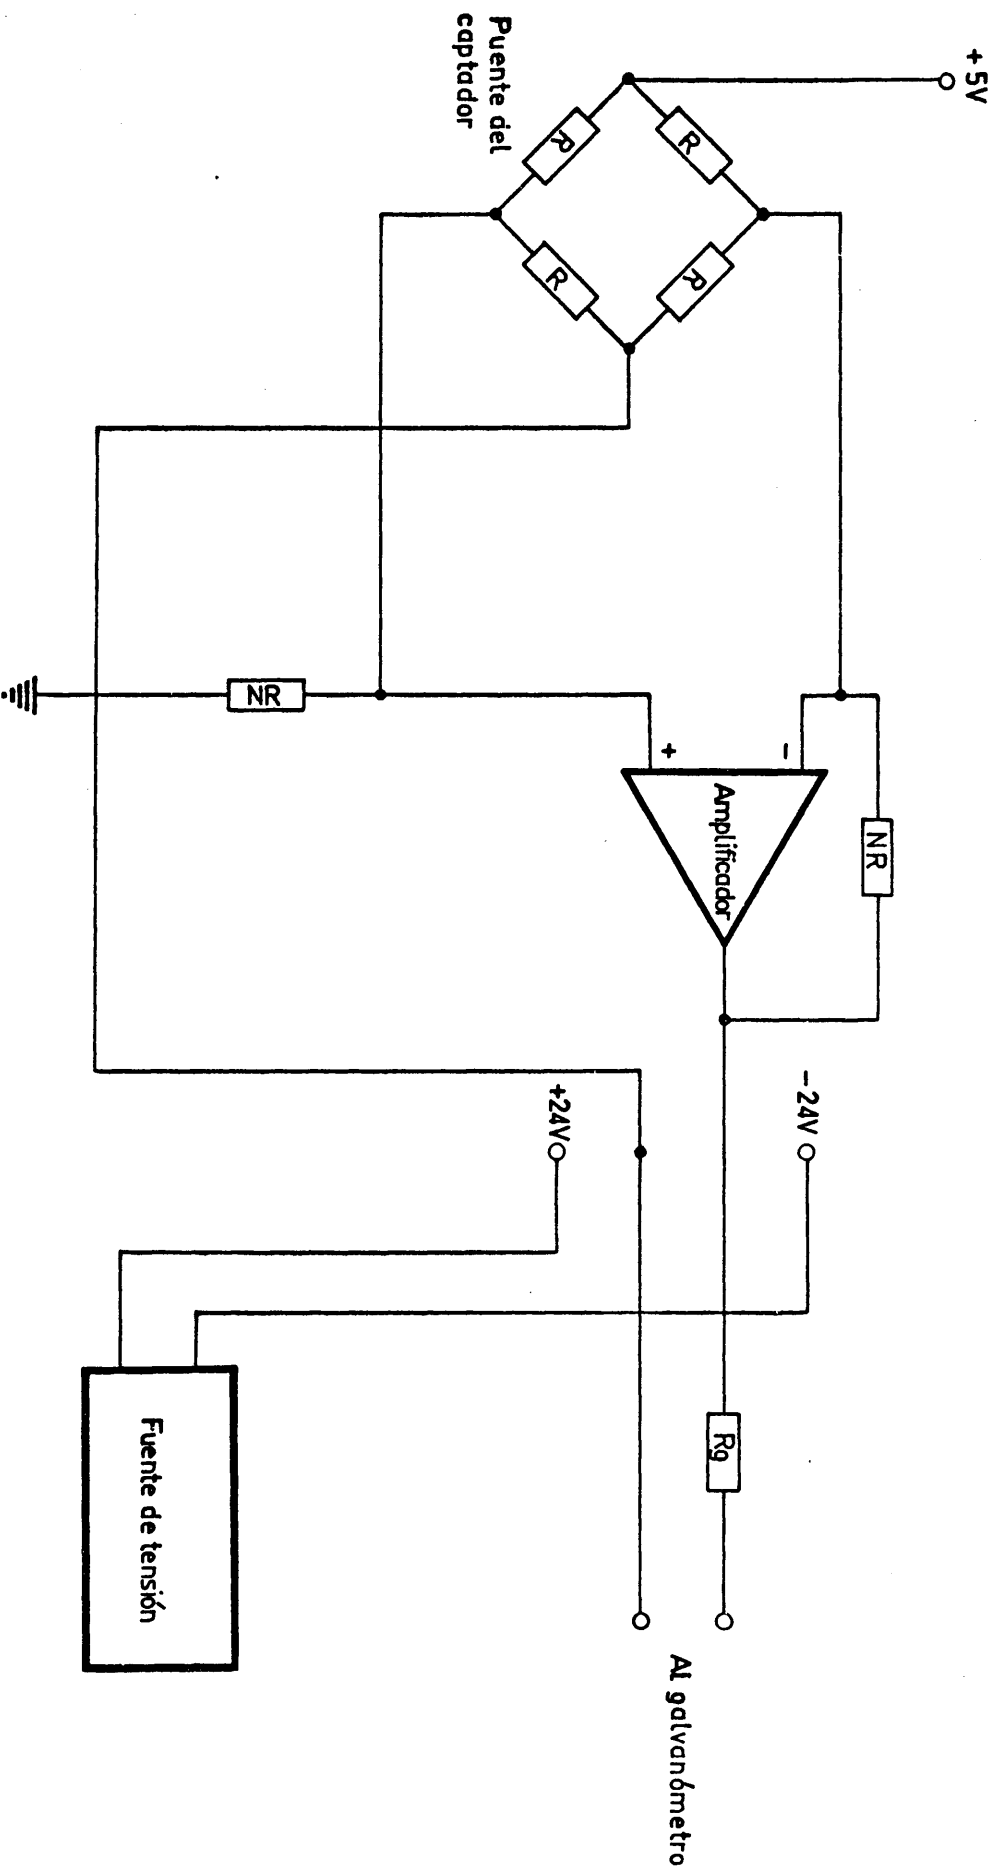 +5V
Puente del
captador
R
R
R
R
NR
NR
+
-
Amplificador
-24V
+24V
Rg
Fuente de tensión
Al galvanómetro